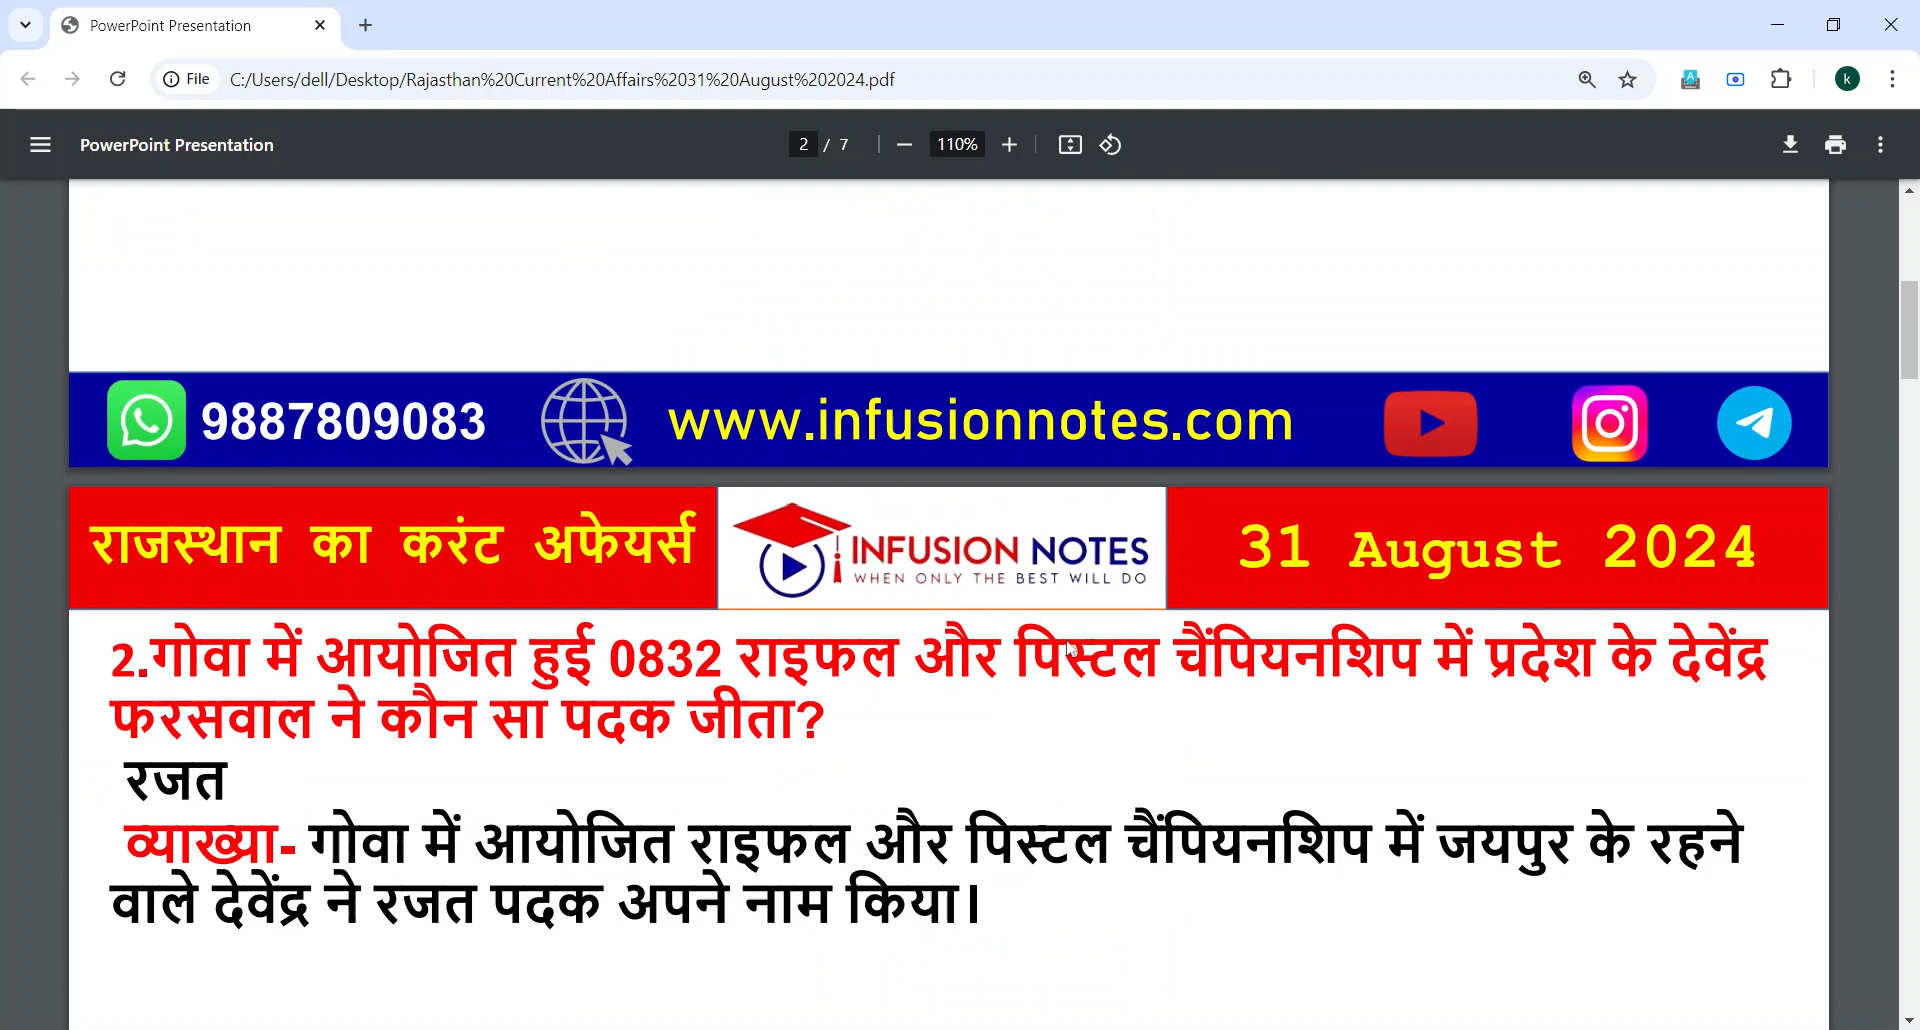 PowerPoint Presentation
File
C:/Users/dell/Desktop/Rajasthan%20Current%20Affairs%2031%20August%202024.pdf
k
PowerPoint Presentation
2 / 7
110%
9887809083
www.infusionnotes.com
राजस्थान का करंट अफेयर्स
INFUSION NOTES
WHEN ONLY THE BEST WILL DO
31 August 2024
2.गोवा में आयोजित हुई 0832 राइफल और पिस्टल चैंपियनशिप में प्रदेश के देवेंद्र
फरसवाल ने कौन सा पदक जीता?
रजत
व्याख्या- गोवा में आयोजित राइफल और पिस्टल चैंपियनशिप में जयपुर के रहने
वाले देवेंद्र ने रजत पदक अपने नाम किया।